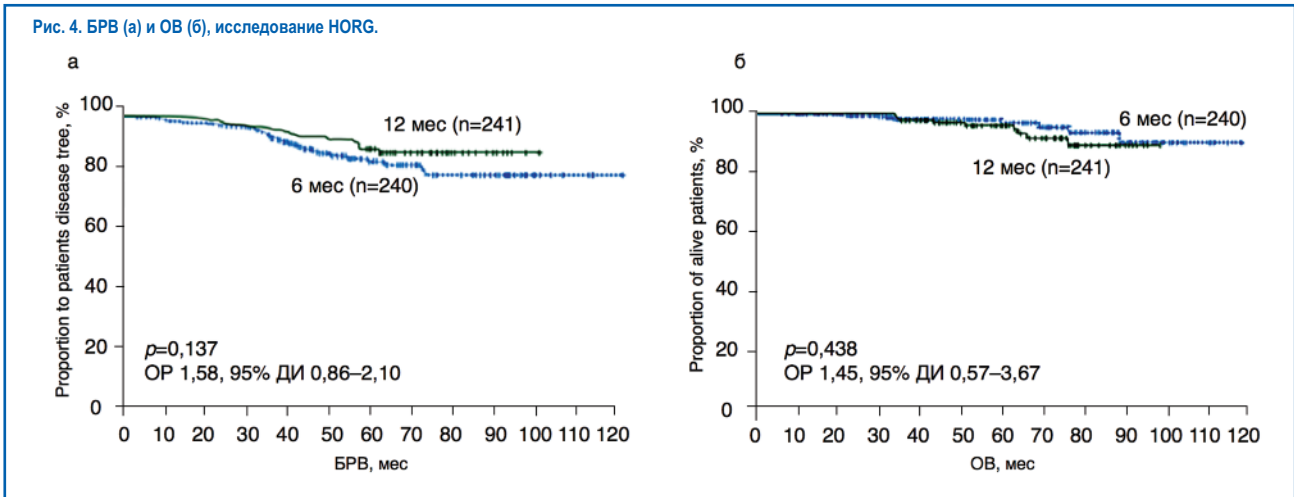 Рис. 4. БРВ (а) и ОВ (б), исследование HORG.
а
Proportion to patients disease tree, %
100
80
60
40
20
0
12 мес (n=241)
6 мес (n=240)
p=0,137
ОР 1,58, 95% ДИ 0,86–2,10
0 10 20 30 40 50 60 70 80 90 100 110 120
БРВ, мес
б
Proportion of alive patients, %
100
80
60
40
20
0
6 мес (n=240)
12 мес (n=241)
p=0,438
ОР 1,45, 95% ДИ 0,57–3,67
0 10 20 30 40 50 60 70 80 90 100 110 120
ОВ, мес